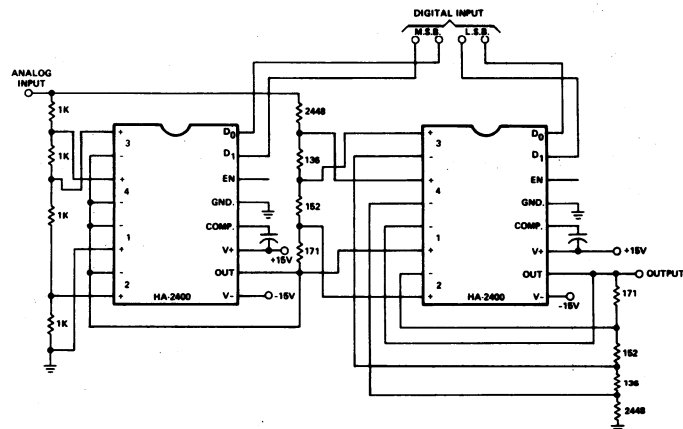 DIGITAL INPUT
M.S.B. L.S.B.
ANALOG
INPUT
1K
1K
1K
1K
+
3
-
+
4
-
-
1
+
-
2
+
D0
D1
EN
GND.
COMP.
V+
OUT
V-
HA-2400
+15V
-15V
2448
136
152
171
+
3
-
+
4
-
-
1
+
-
2
+
D0
D1
EN
GND.
COMP.
V+
OUT
V-
HA-2400
+15V
OUTPUT
-15V
171
152
136
2448